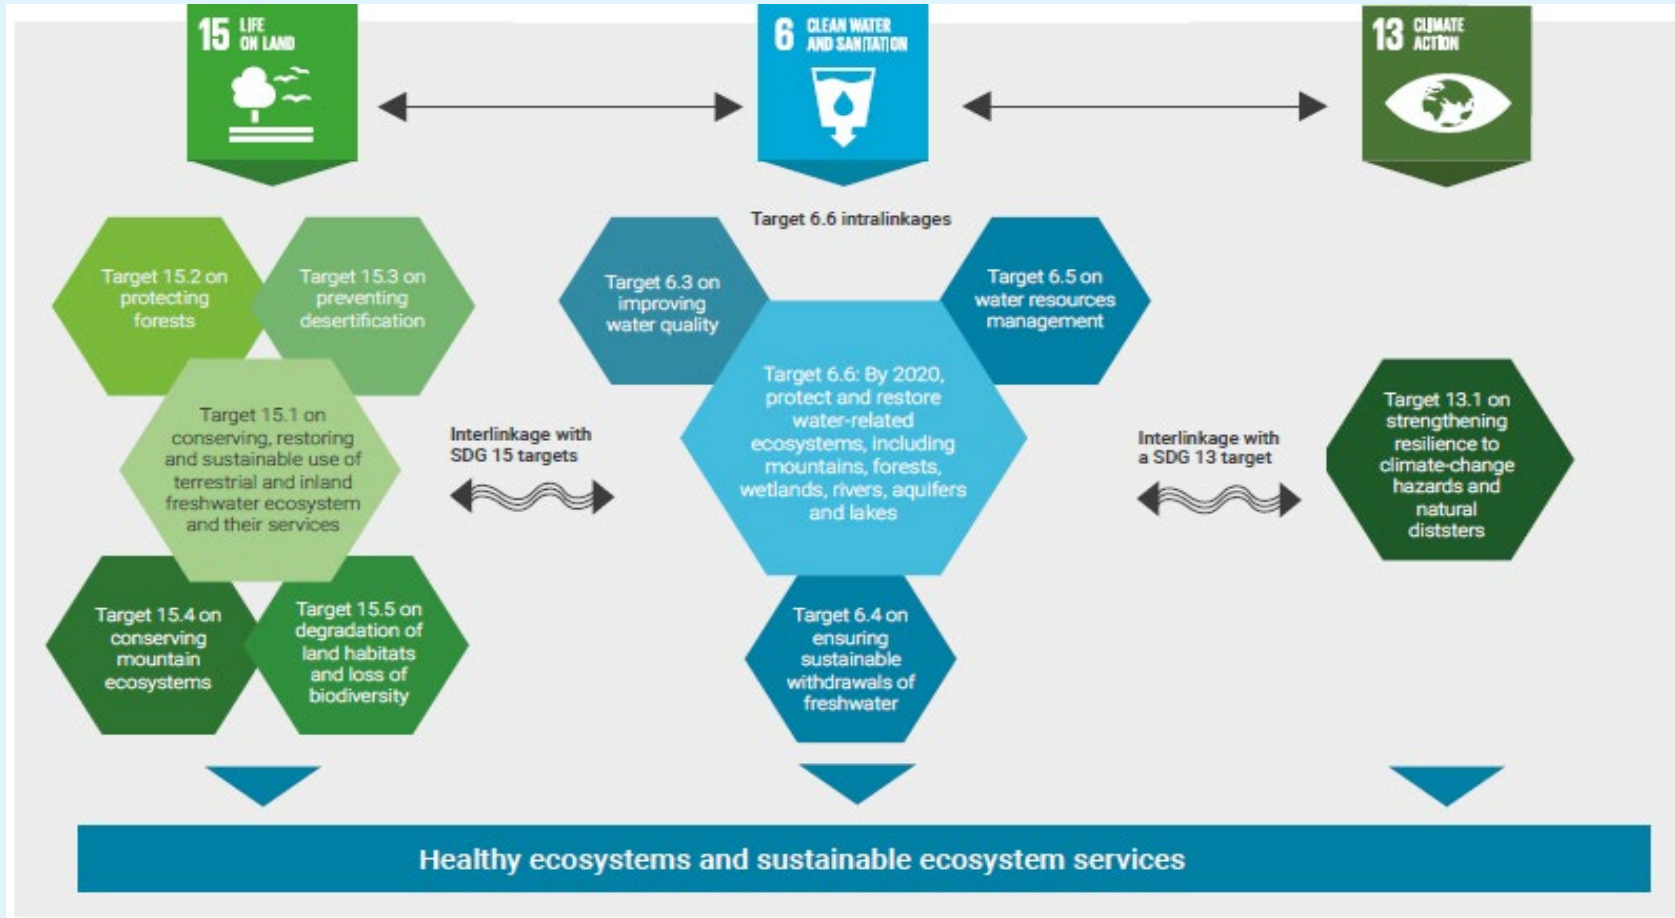 15 LIFE
ON LAND
6 CLEAN WATER
AND SANITATION
13 CLIMATE
ACTION
Target 6.6 intralinkages
Target 15.2 on
protecting
forests
Target 15.3 on
preventing
desertification
Target 15.1 on
conserving, restoring
and sustainable use of
terrestrial and inland
freshwater ecosystem
and their services
Target 15.4 on
conserving
mountain
ecosystems
Target 15.5 on
degradation of
land habitats
and loss of
biodiversity
Interlinkage with
SDG 15 targets
Target 6.3 on
improving
water quality
Target 6.5 on
water resources
management
Target 6.6: By 2020,
protect and restore
water-related
ecosystems, including
mountains, forests,
wetlands, rivers, aquifers
and lakes
Target 6.4 on
ensuring
sustainable
withdrawals of
freshwater
Interlinkage with
a SDG 13 target
Target 13.1 on
strengthening
resilience to
climate-change
hazards and
natural
diststers
Healthy ecosystems and sustainable ecosystem services